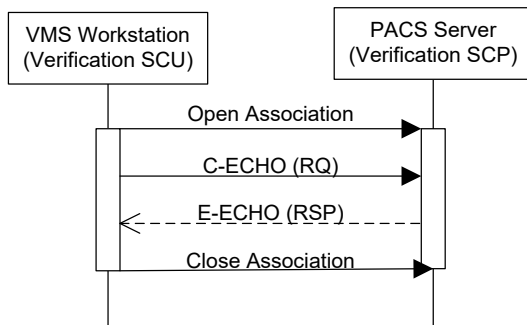 VMS Workstation
(Verification SCU)
PACS Server
(Verification SCP)
Open Association
C-ECHO (RQ)
E-ECHO (RSP)
Close Association